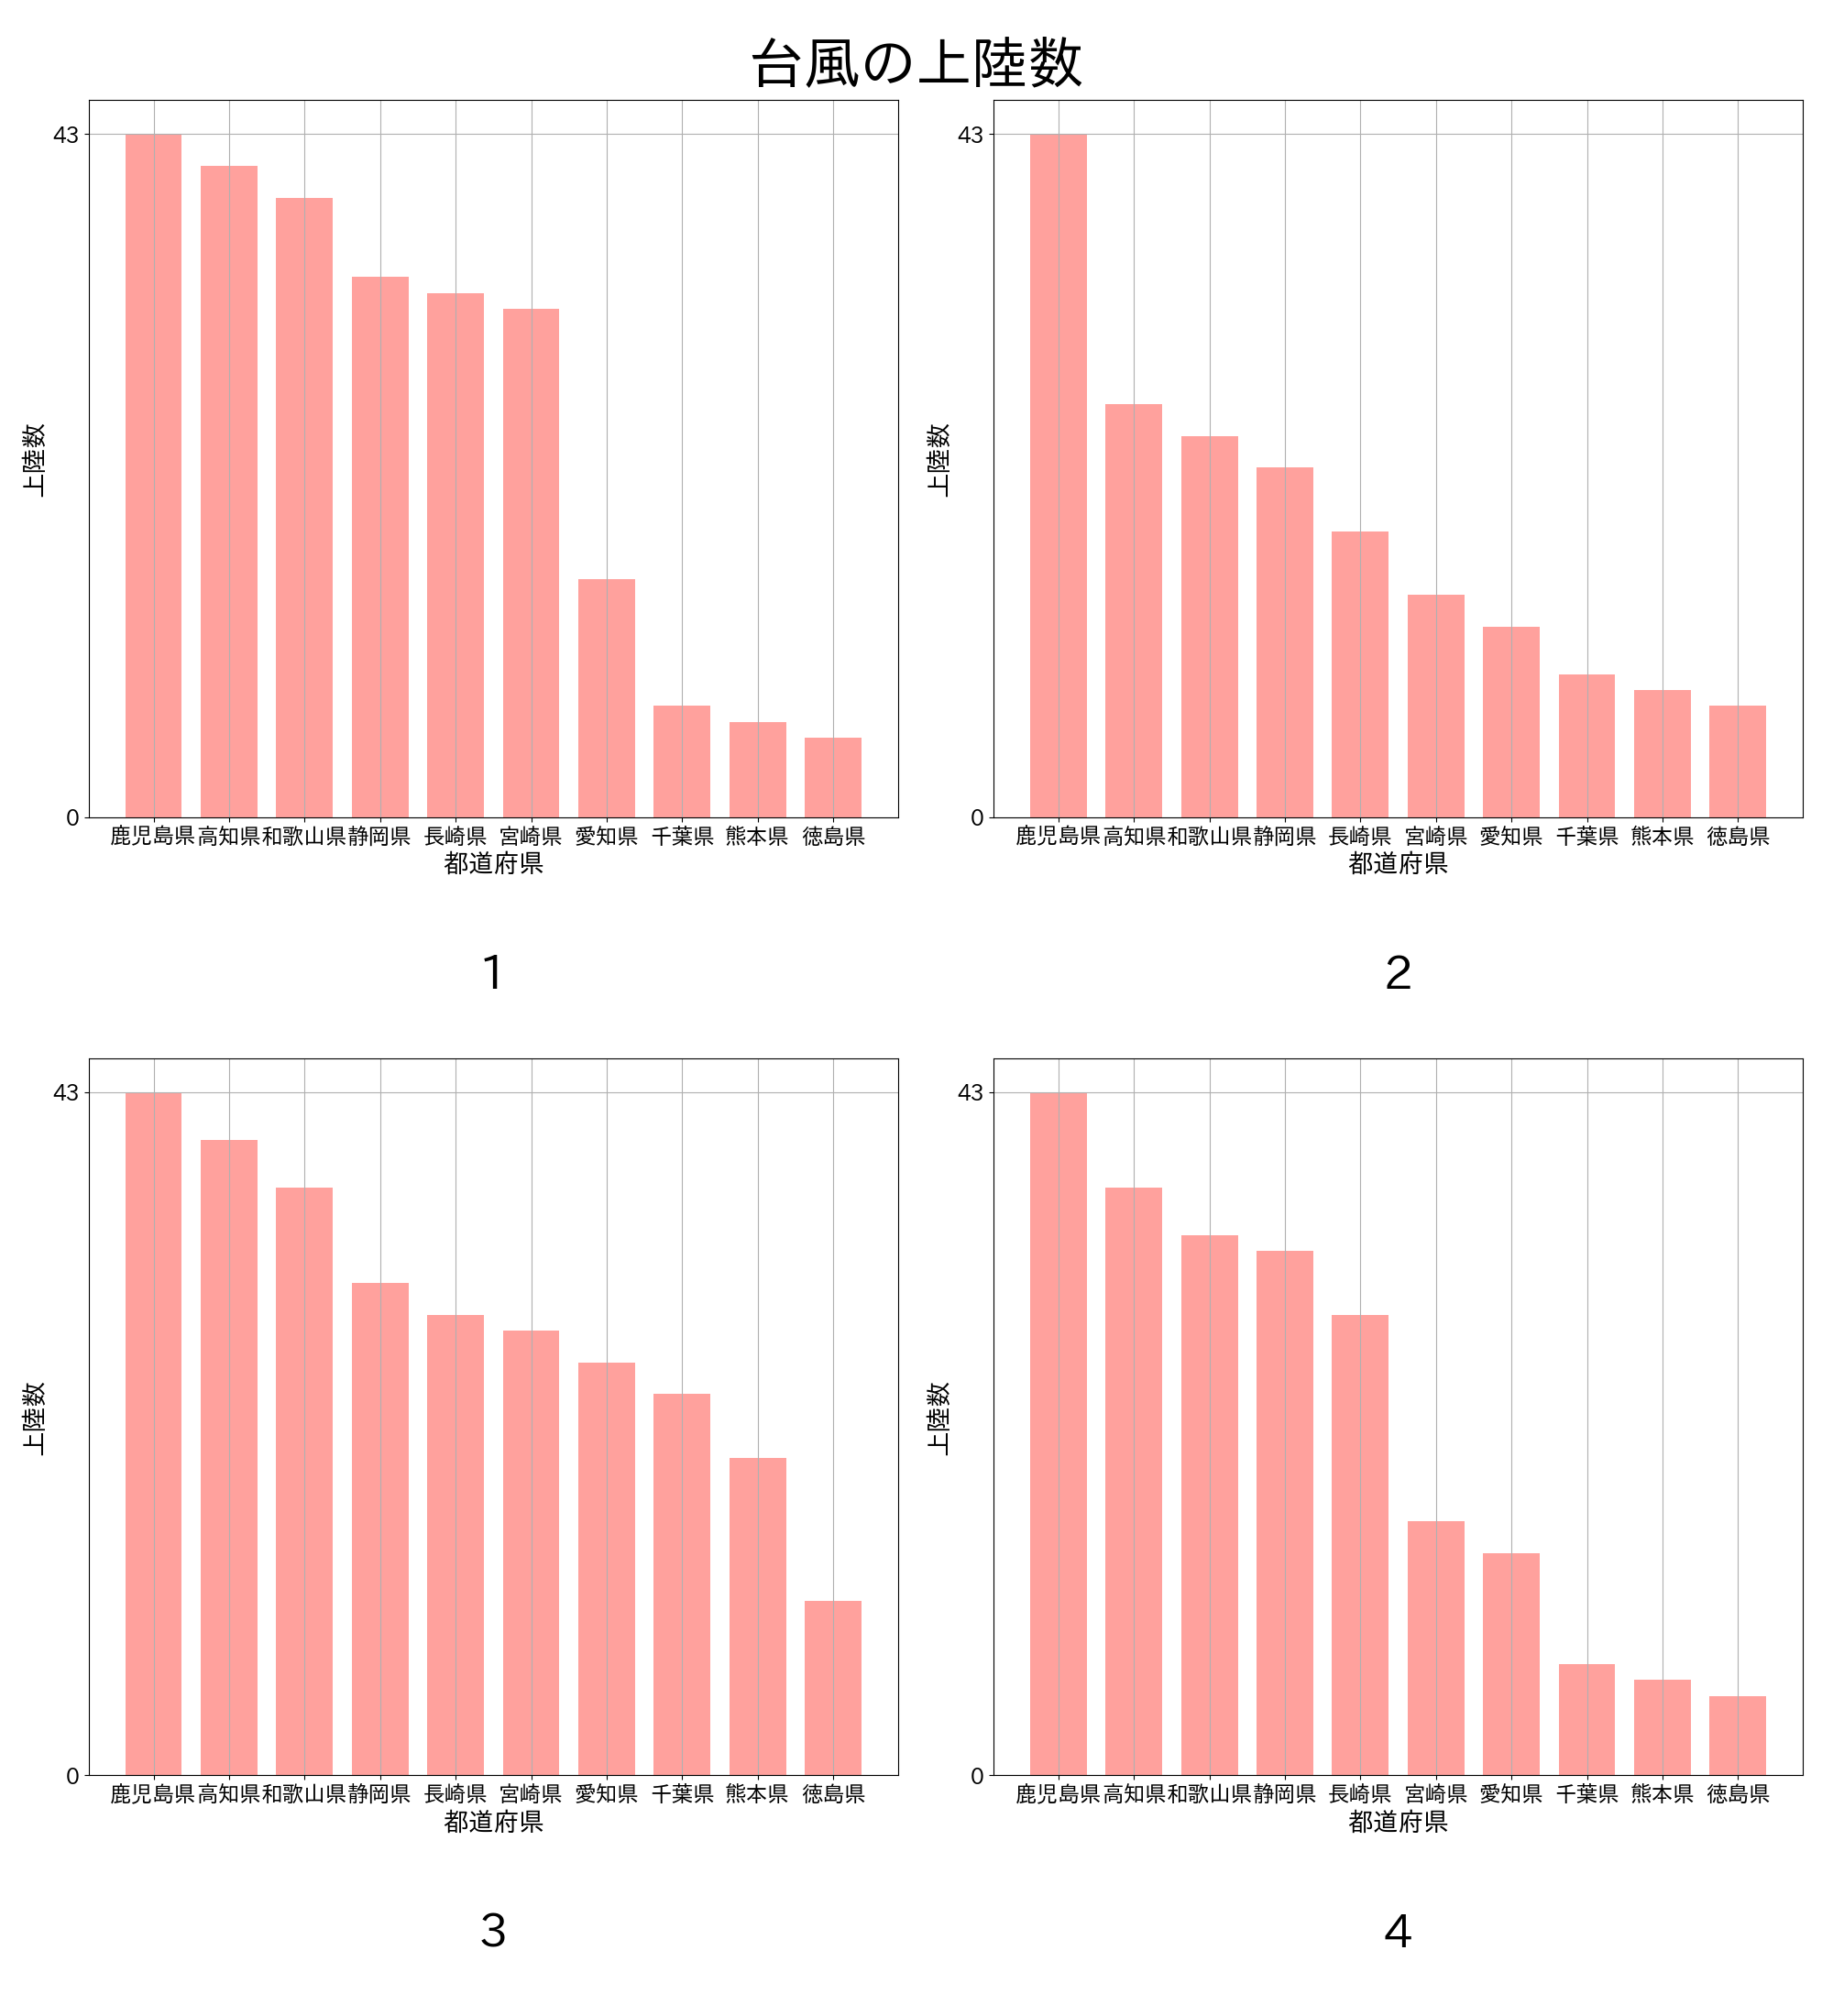 台風の上陸数
43
0
上陸数
鹿児島県 高知県 和歌山県 静岡県 長崎県 宮崎県 愛知県 千葉県 熊本県 徳島県
都道府県
1
43
0
上陸数
鹿児島県 高知県 和歌山県 静岡県 長崎県 宮崎県 愛知県 千葉県 熊本県 徳島県
都道府県
2
43
0
上陸数
鹿児島県 高知県 和歌山県 静岡県 長崎県 宮崎県 愛知県 千葉県 熊本県 徳島県
都道府県
3
43
0
上陸数
鹿児島県 高知県 和歌山県 静岡県 長崎県 宮崎県 愛知県 千葉県 熊本県 徳島県
都道府県
4